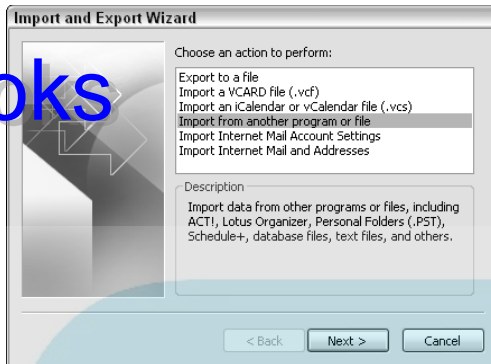 Import and Export Wizard
Choose an action to perform:
oks
Export to a file
Import a VCARD file (.vcf)
Import an iCalendar or vCalendar file (.vcs)
Import from another program or file
Import Internet Mail Account Settings
Import Internet Mail and Addresses
Description
Import data from other programs or files, including
ACT!, Lotus Organizer, Personal Folders (.PST),
Schedule+, database files, text files, and others.
< Back Next > Cancel